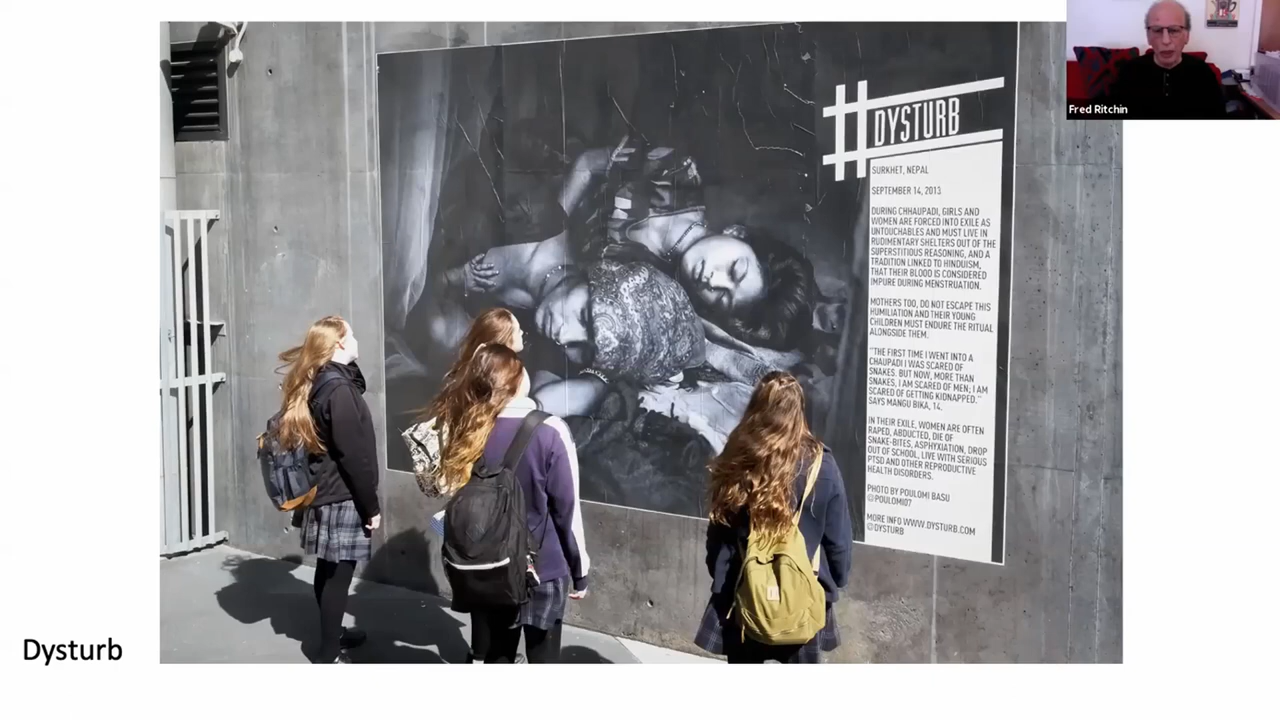 Fred Ritchin
#DYSTURB
SURKHET, NEPAL
SEPTEMBER 14, 2013
DURING CHHAUPADI, GIRLS AND
WOMEN ARE FORCED INTO EXILE AS
UNTOUCHABLES AND MUST LIVE IN
RUDIMENTARY SHELTERS OUT OF THE
SUPERSTITIOUS REASONING, AND A
TRADITION LINKED TO HINDUISM,
THAT THEIR BLOOD IS CONSIDERED
IMPURE DURING MENSTRUATION.
MOTHERS TOO, DO NOT ESCAPE THIS
HUMILIATION AND THEIR YOUNG
CHILDREN MUST ENDURE THE RITUAL
ALONGSIDE THEM.
"THE FIRST TIME I WENT INTO A
CHAUPADI I WAS SCARED OF
SNAKES. BUT NOW, MORE THAN
SNAKES, I AM SCARED OF MEN; I AM
SCARED OF GETTING KIDNAPPED."
SAYS MANGU BIKA, 14.
IN THEIR EXILE, WOMEN ARE OFTEN
RAPED, ABDUCTED, DIE OF
SNAKE-BITES, ASPHYXIATION, DROP
OUT OF SCHOOL, LIVE WITH SERIOUS
PTSD AND OTHER REPRODUCTIVE
HEALTH DISORDERS.
PHOTO BY POULOMI BASU
@POULOMI07
MORE INFO WWW.DYSTURB.COM
@DYSTURB
Dysturb